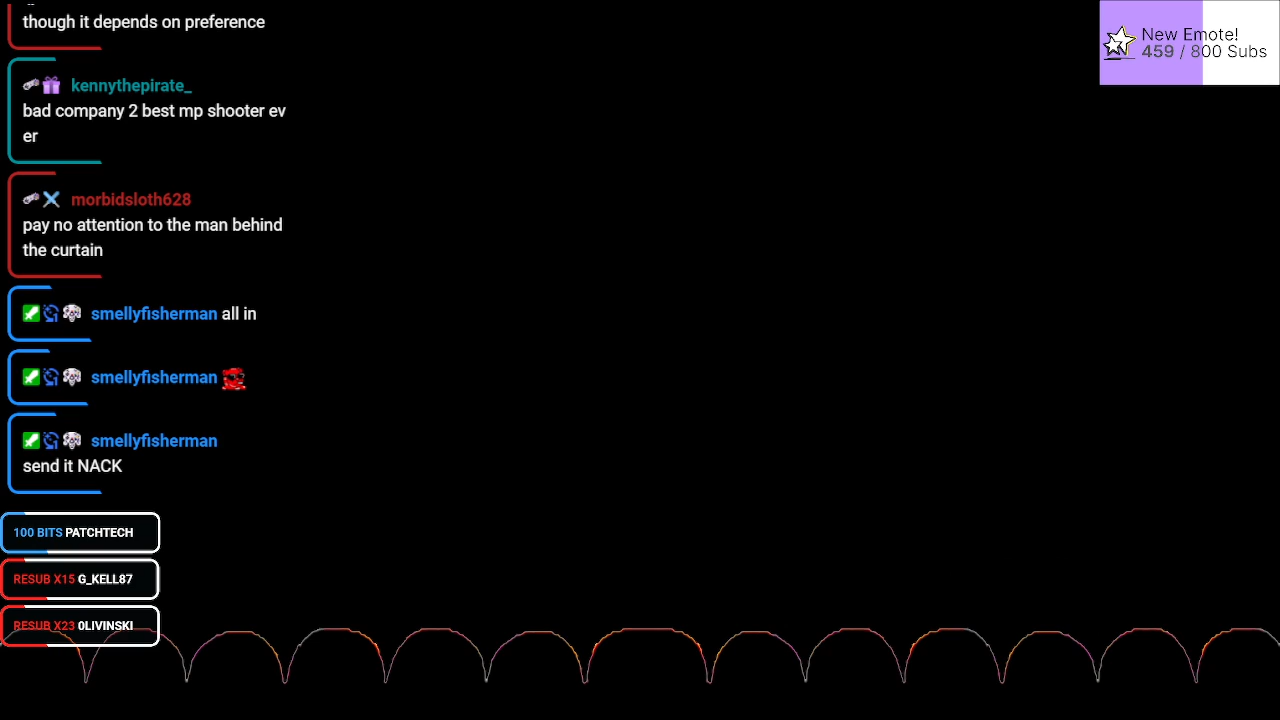 though it depends on preference
kennythepirate_
bad company 2 best mp shooter ev
er
morbidsloth628
pay no attention to the man behind
the curtain
smellyfisherman all in
smellyfisherman
smellyfisherman
send it NACK
100 BITS PATCHTECH
RESUB X15 G_KELL87
RESUB X23 0LIVINSKI
New Emote!
459 / 800 Subs